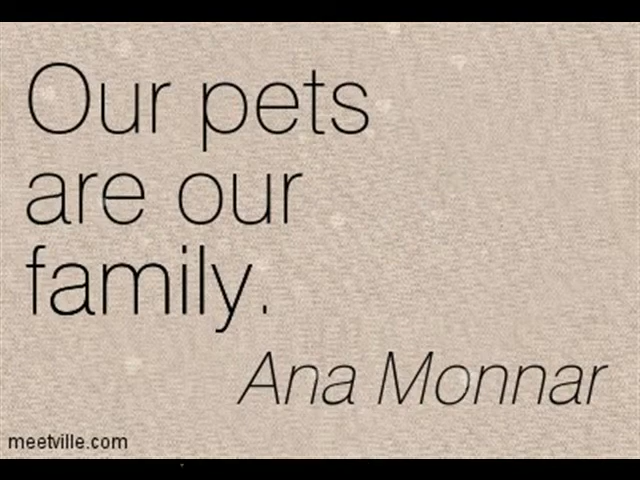 Our pets
are our
family.
Ana Monnar
meetville.com